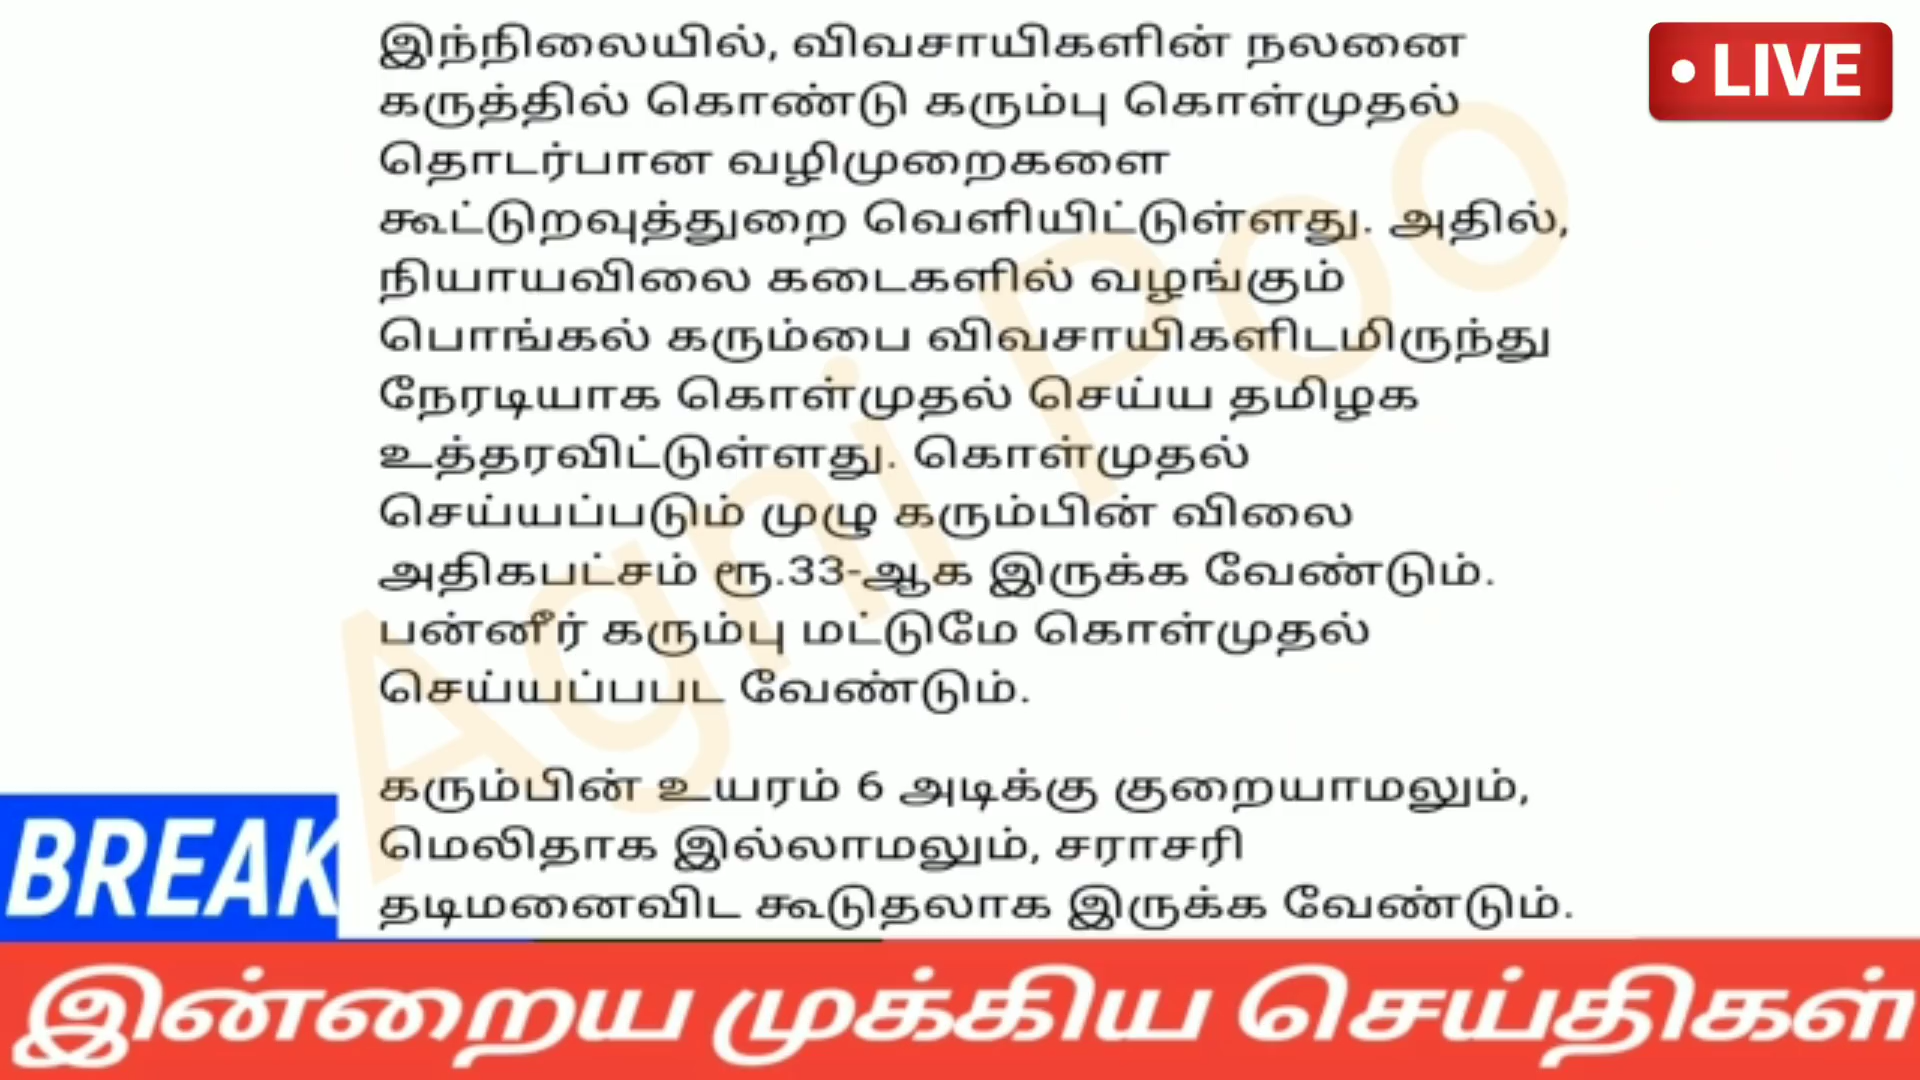 இந்நிலையில், விவசாயிகளின் நலனை
கருத்தில் கொண்டு கரும்பு கொள்முதல்
தொடர்பான வழிமுறைகளை
கூட்டுறவுத்துறை வெளியிட்டுள்ளது. அதில்,
நியாயவிலை கடைகளில் வழங்கும்
பொங்கல் கரும்பை விவசாயிகளிடமிருந்து
நேரடியாக கொள்முதல் செய்ய தமிழக
உத்தரவிட்டுள்ளது. கொள்முதல்
செய்யப்படும் முழு கரும்பின் விலை
அதிகபட்சம் ரூ.33-ஆக இருக்க வேண்டும்.
பன்னீர் கரும்பு மட்டுமே கொள்முதல்
செய்யப்பபட வேண்டும்.
கரும்பின் உயரம் 6 அடிக்கு குறையாமலும்,
மெலிதாக இல்லாமலும், சராசரி
தடிமனைவிட கூடுதலாக இருக்க வேண்டும்.
• LIVE
Agni Poo
BREAK
இன்றைய முக்கிய செய்திகள்